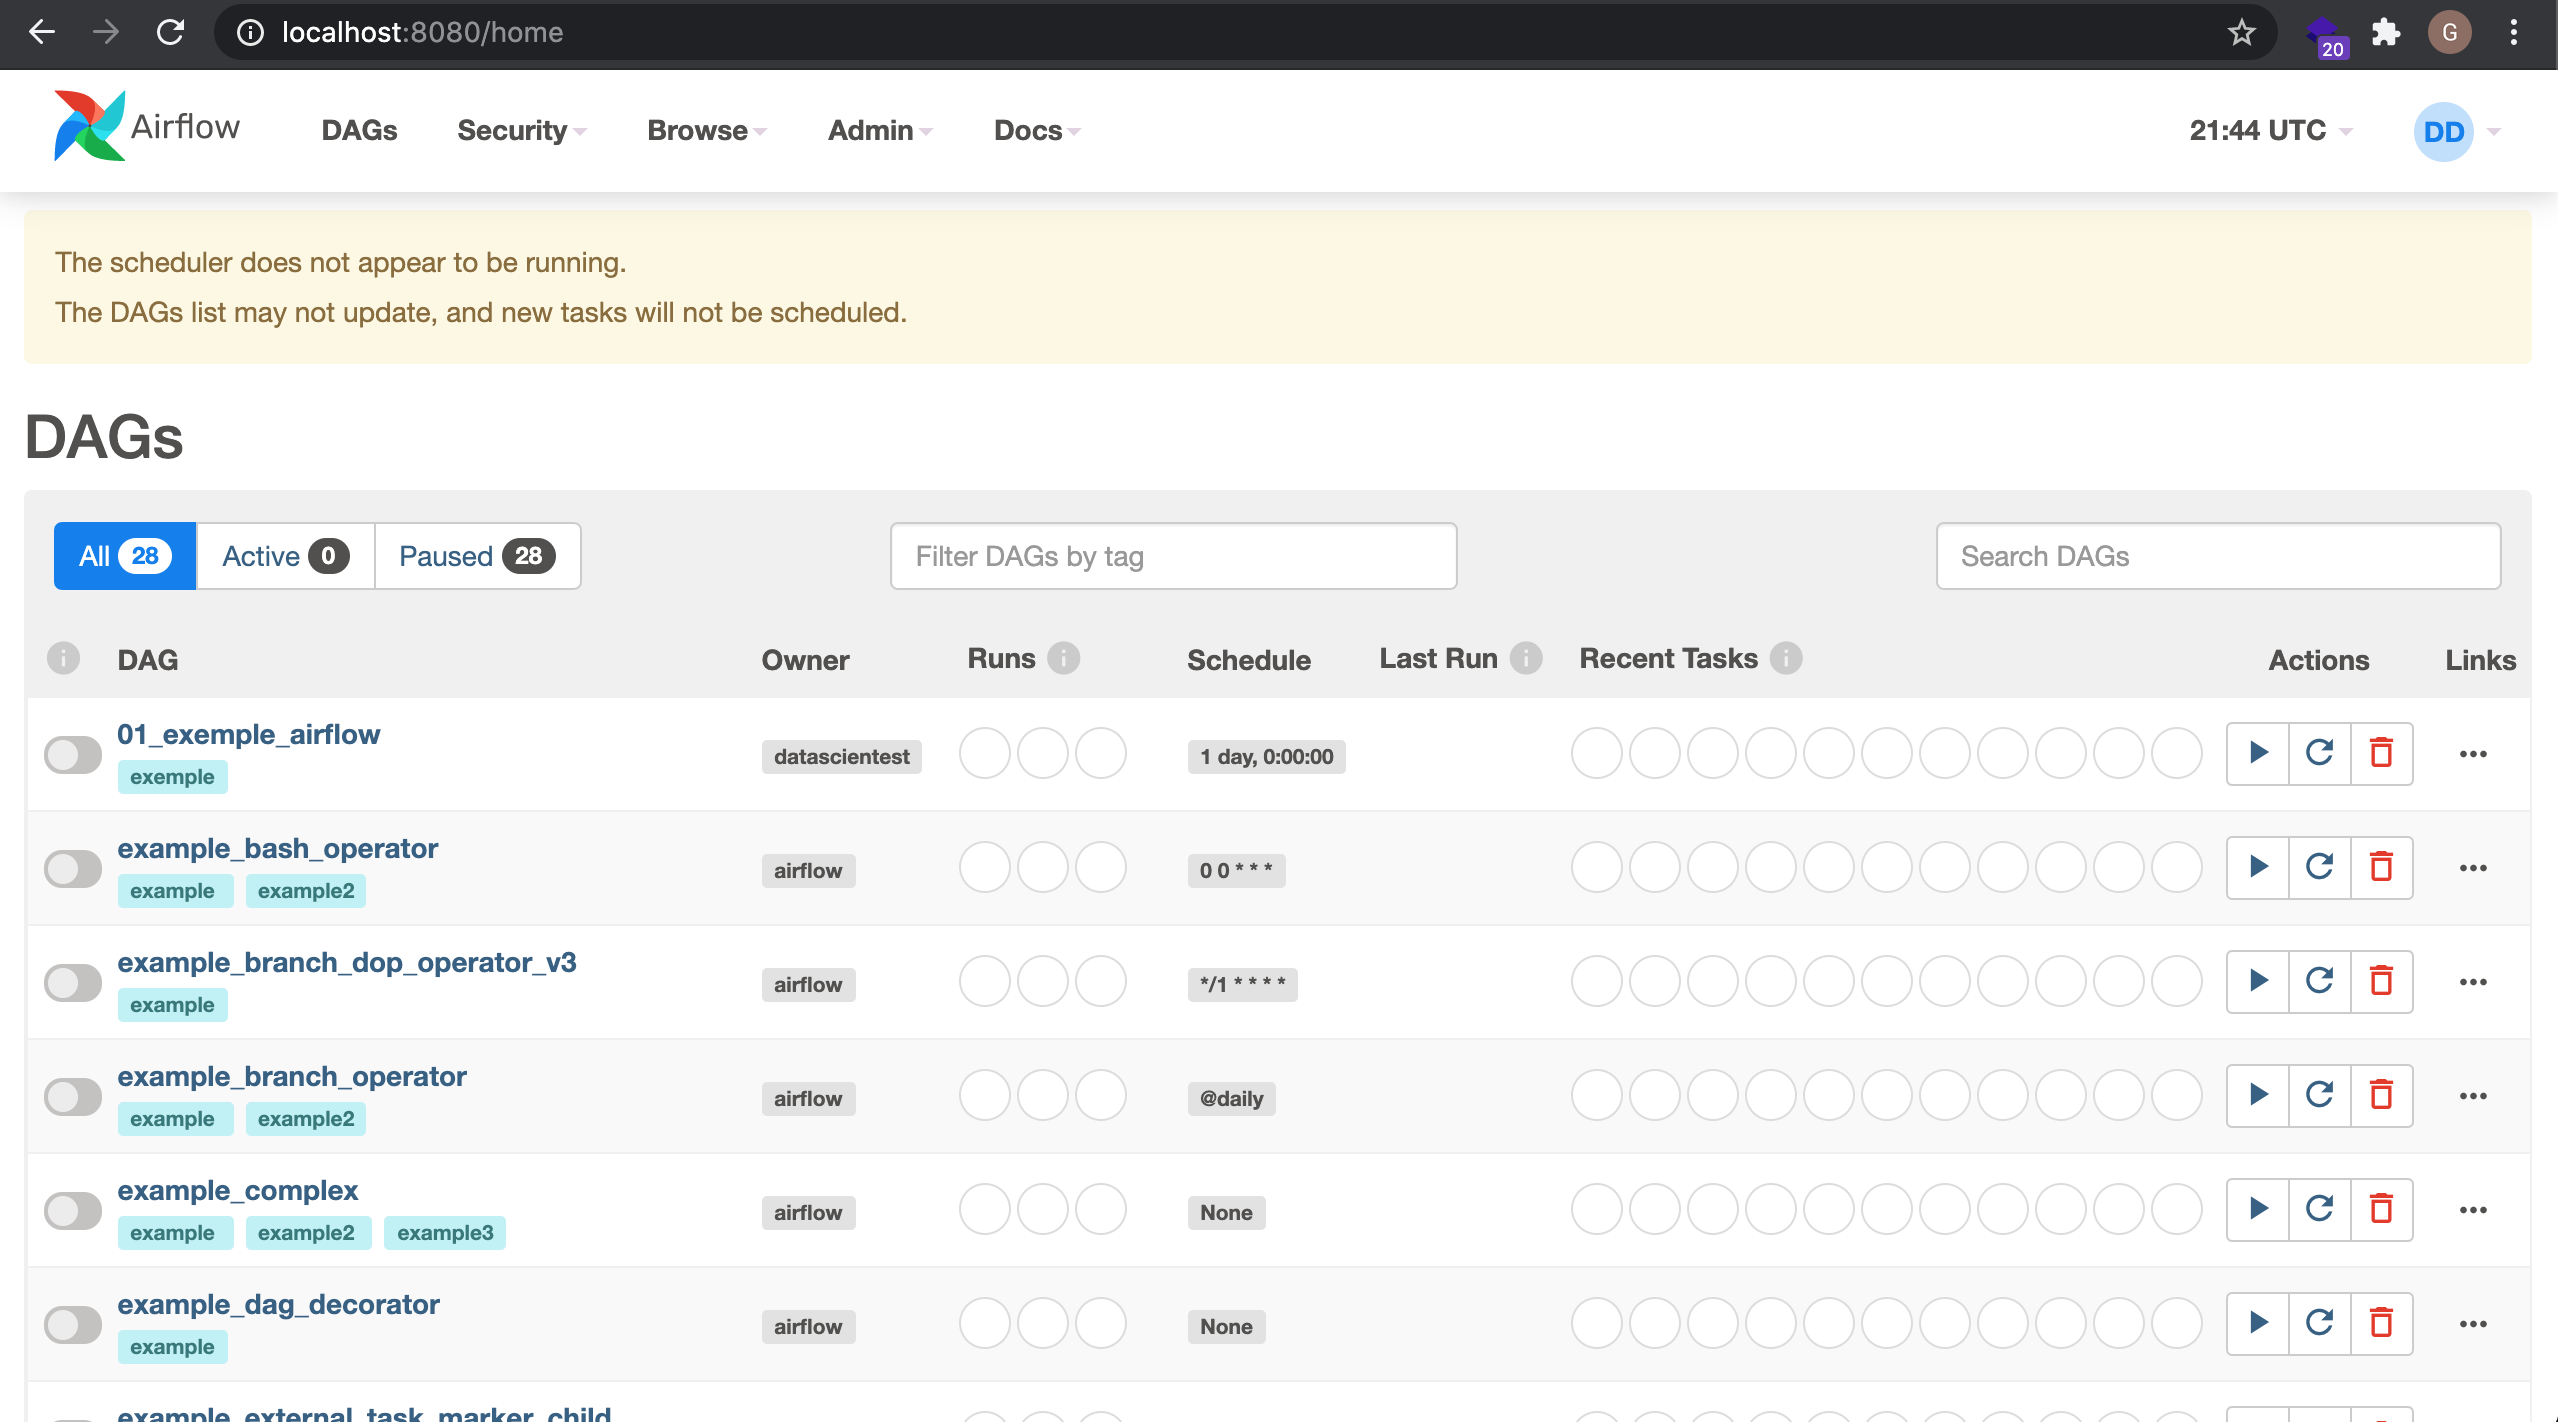 localhost:8080/home
20
G
Airflow DAGs Security Browse Admin Docs 21:44 UTC DD
The scheduler does not appear to be running.
The DAGs list may not update, and new tasks will not be scheduled.
DAGs
All 28 Active 0 Paused 28 Filter DAGs by tag Search DAGs
i DAG Owner Runs i Schedule Last Run i Recent Tasks i Actions Links
01_exemple_airflow
exemple
datascientest
1 day, 0:00:00
example_bash_operator
example example2
airflow
0 0 * * *
example_branch_dop_operator_v3
example
airflow
*/1 * * * *
example_branch_operator
example example2
airflow
@daily
example_complex
example example2 example3
airflow
None
example_dag_decorator
example
airflow
None
example_external_task_marker_child